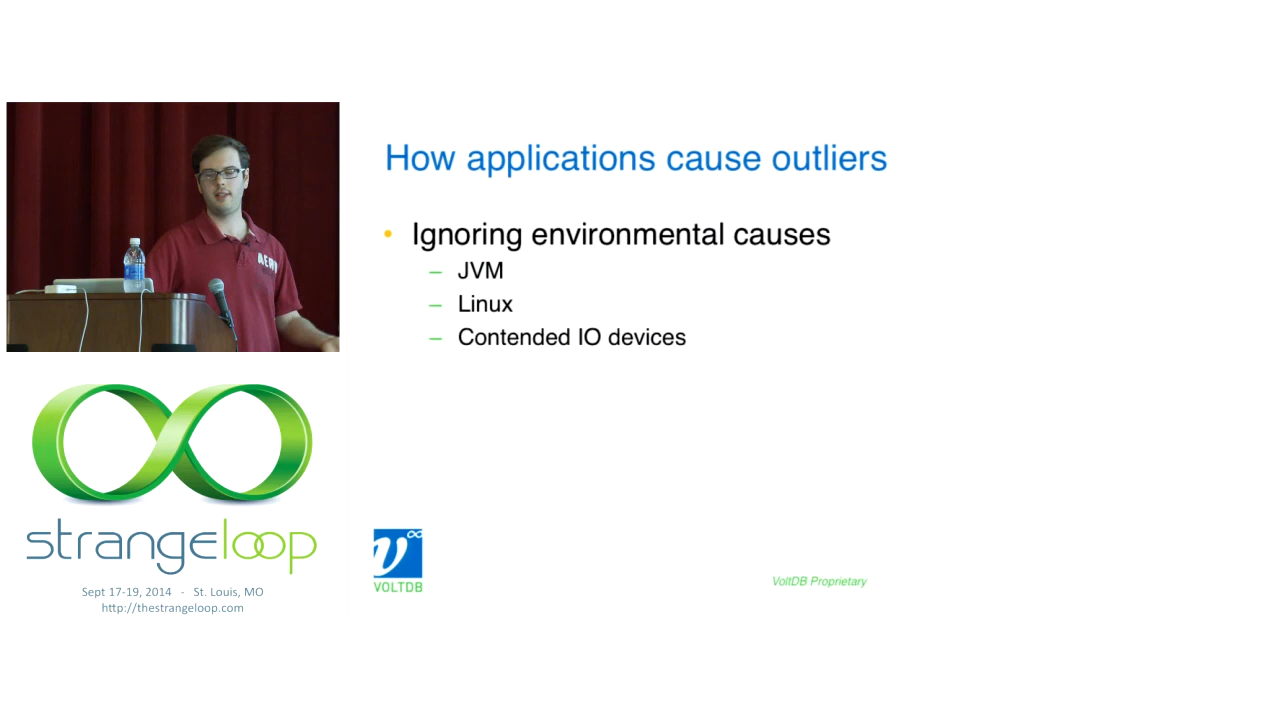 How applications cause outliers
• Ignoring environmental causes
– JVM
– Linux
– Contended IO devices
strangeloop
Sept 17-19, 2014 - St. Louis, MO
http://thestrangeloop.com
VOLTDB
VoltDB Proprietary